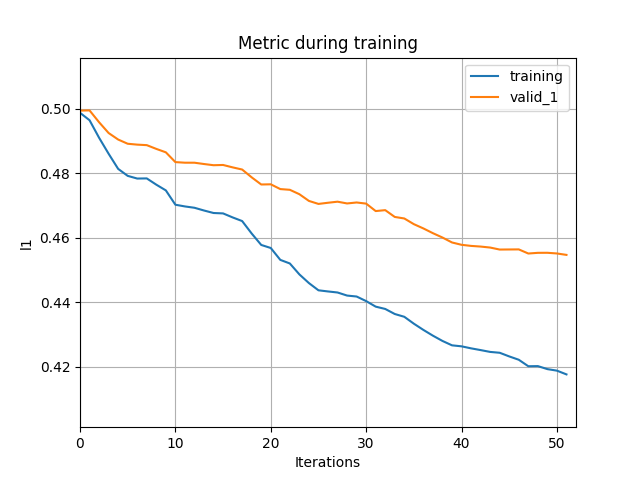 Metric during training
training
valid_1
0.50
0.48
0.46
0.44
0.42
l1
0 10 20 30 40 50
Iterations